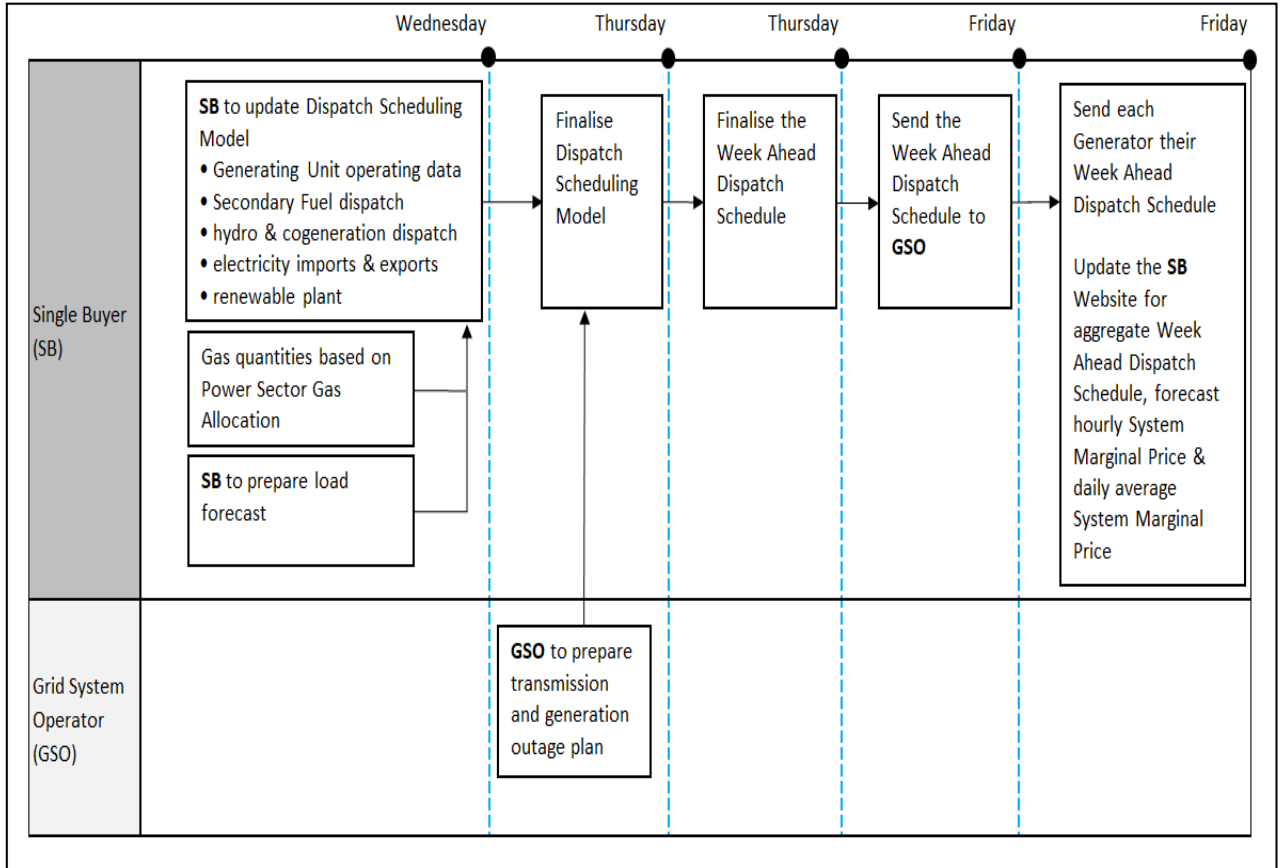 Wednesday
Thursday
Thursday
Friday
Friday
Single Buyer
(SB)
SB to update Dispatch Scheduling
Model
• Generating Unit operating data
• Secondary Fuel dispatch
• hydro & cogeneration dispatch
• electricity imports & exports
• renewable plant
Gas quantities based on
Power Sector Gas
Allocation
SB to prepare load
forecast
Finalise
Dispatch
Scheduling
Model
Finalise the
Week Ahead
Dispatch
Schedule
Send the
Week Ahead
Dispatch
Schedule to
GSO
Send each
Generator their
Week Ahead
Dispatch Schedule
Update the SB
Website for
aggregate Week
Ahead Dispatch
Schedule, forecast
hourly System
Marginal Price &
daily average
System Marginal
Price
Grid System
Operator
(GSO)
GSO to prepare
transmission
and generation
outage plan